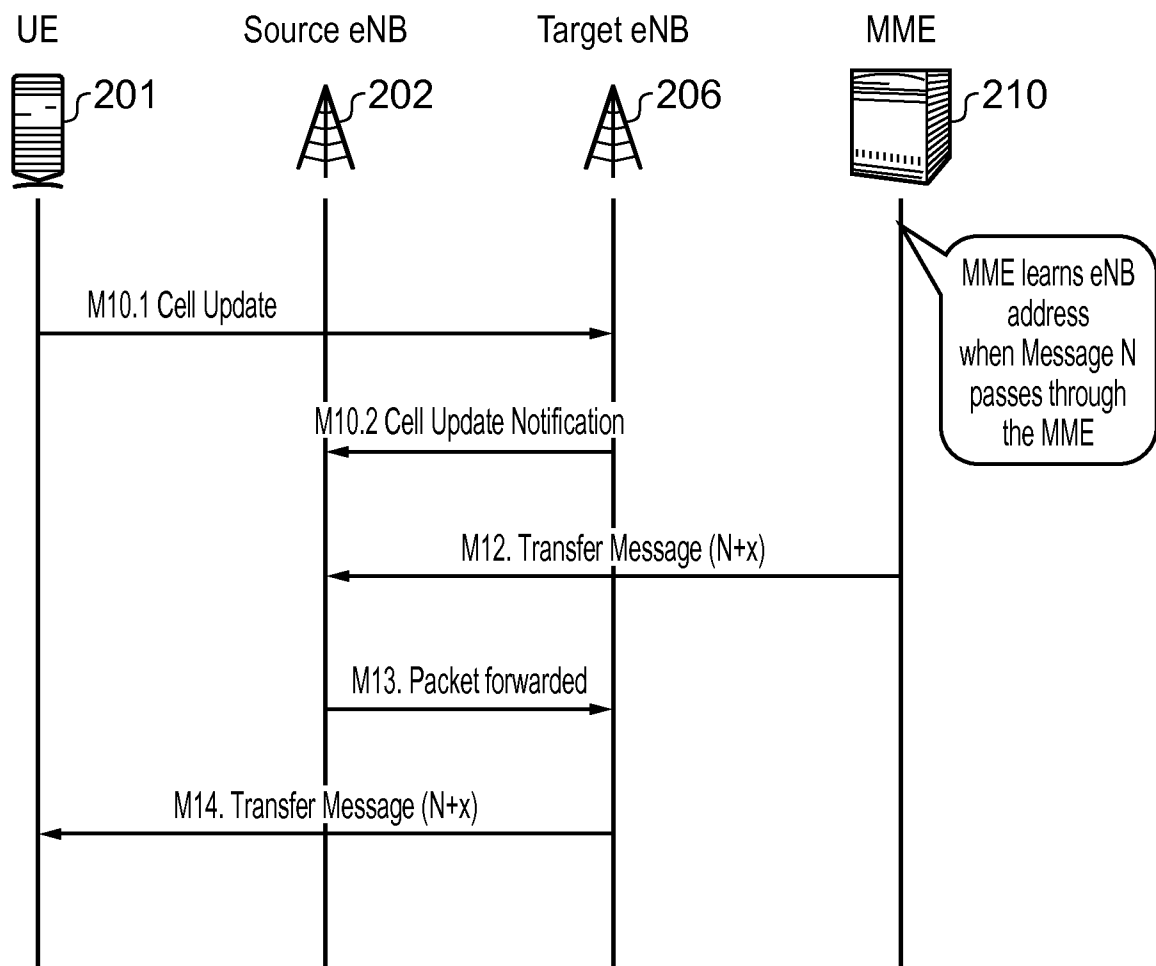 UE
Source eNB
Target eNB
MME
201
202
206
210
MME learns eNB
address
when Message N
passes through
the MME
M10.1 Cell Update
M10.2 Cell Update Notification
M12. Transfer Message (N+x)
M13. Packet forwarded
M14. Transfer Message (N+x)